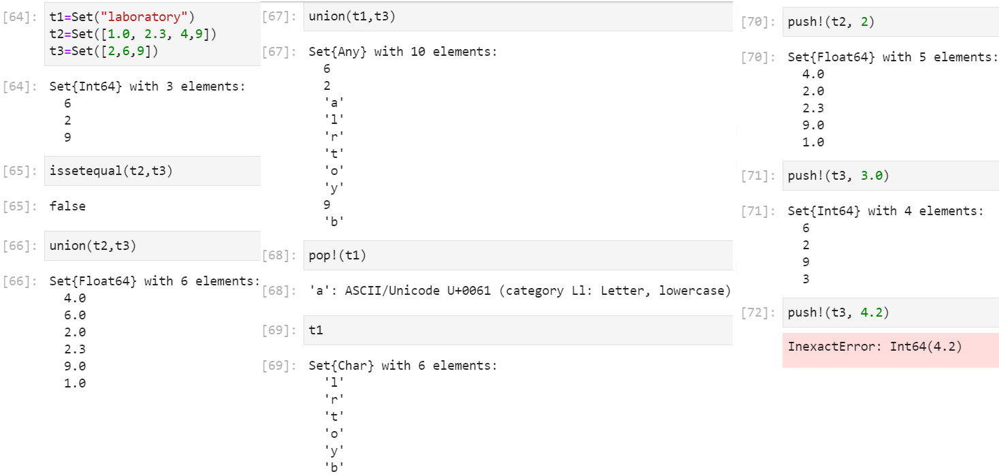 [64]: t1=Set("laboratory")
t2=Set([1.0, 2.3, 4,9])
t3=Set([2,6,9])
[64]: Set{Int64} with 3 elements:
6
2
9
[65]: issetequal(t2,t3)
[65]: false
[66]: union(t2,t3)
[66]: Set{Float64} with 6 elements:
4.0
6.0
2.0
2.3
9.0
1.0
[67]: union(t1,t3)
[67]: Set{Any} with 10 elements:
6
2
'a'
'l'
'r'
't'
'o'
'y'
9
'b'
[68]: pop!(t1)
[68]: 'a': ASCII/Unicode U+0061 (category Ll: Letter, lowercase)
[69]: t1
[69]: Set{Char} with 6 elements:
'l'
'r'
't'
'o'
'y'
'b'
[70]: push!(t2, 2)
[70]: Set{Float64} with 5 elements:
4.0
2.0
2.3
9.0
1.0
[71]: push!(t3, 3.0)
[71]: Set{Int64} with 4 elements:
6
2
9
3
[72]: push!(t3, 4.2)
InexactError: Int64(4.2)